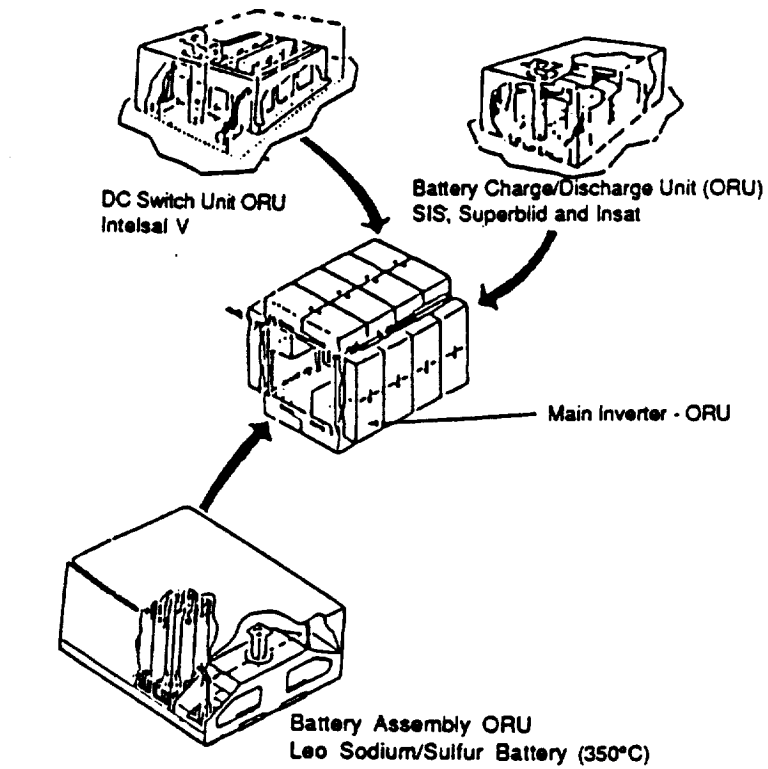 DC Switch Unit ORU
Intelsal V
Battery Charge/Discharge Unit (ORU)
SIS, Superblid and Insat
Main Inverter - ORU
Battery Assembly ORU
Leo Sodium/Sulfur Battery (350°C)